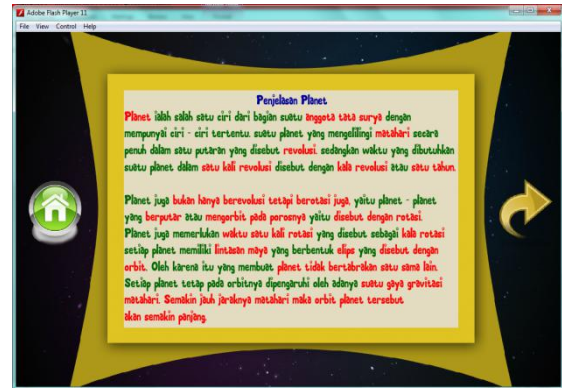 Adobe Flash Player 11
File View Control Help
Penjelasan Planet
Planet ialah salah satu ciri dari bagian suatu anggota tata surya dengan
mempunyai ciri - ciri tertentu. suatu planet yang mengelilingi matahari secara
penuh dalam satu putaran yang disebut revolusi. sedangkan waktu yang dibutuhkan
suatu planet dalam satu kali revolusi disebut dengan kala revolusi atau satu tahun.
Planet juga bukan hanya berevolusi tetapi berotasi juga, yaitu planet - planet
yang berputar atau mengorbit pada porosnya yaitu disebut dengan rotasi.
Planet juga memerlukan waktu satu kali rotasi yang disebut sebagai kala rotasi
setiap planet memiliki lintasan maya yang berbentuk elips yang disebut dengan
orbit. Oleh karena itu yang membuat planet tidak bertabrakan satu sama lain.
Setiap planet tetap pada orbitnya dipengaruhi oleh adanya suatu gaya gravitasi
matahari. Semakin jauh jaraknya matahari maka orbit planet tersebut
akan semakin panjang.